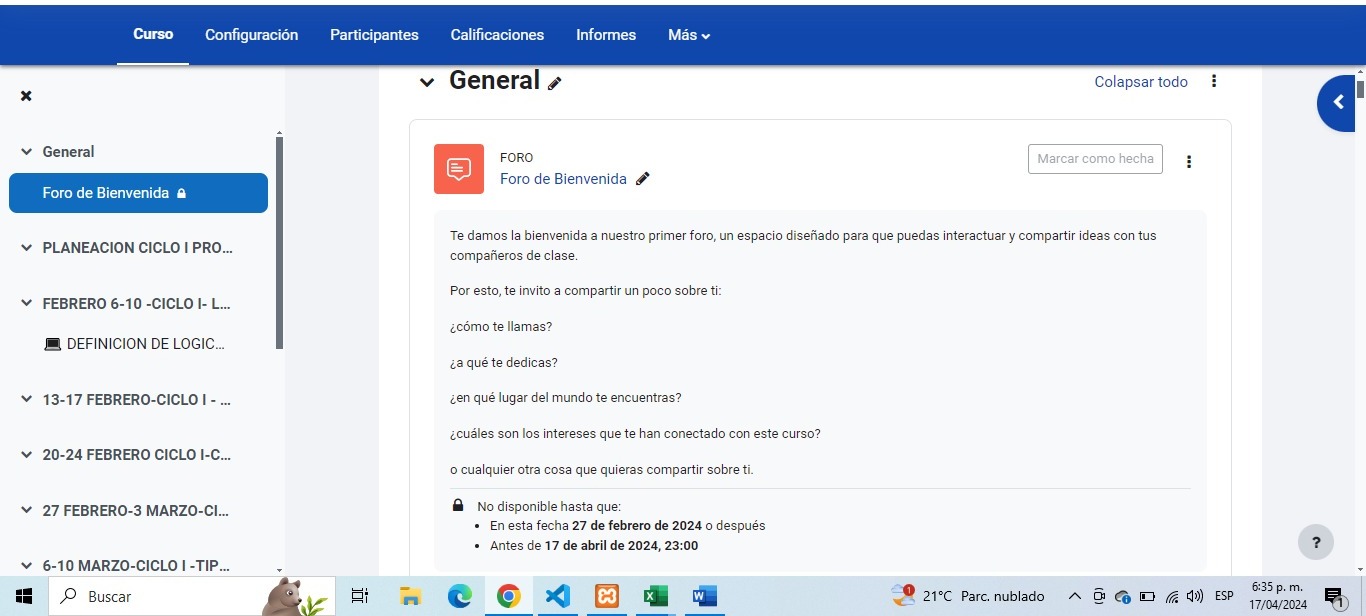 Curso Configuración Participantes Calificaciones Informes Más
General
Colapsar todo
General
Foro de Bienvenida
PLANEACION CICLO I PRO...
FEBRERO 6-10 -CICLO I- L...
DEFINICION DE LOGIC...
13-17 FEBRERO-CICLO I - ...
20-24 FEBRERO CICLO I-C...
27 FEBRERO-3 MARZO-CI...
6-10 MARZO-CICLO I -TIP...
FORO
Foro de Bienvenida
Marcar como hecha
Te damos la bienvenida a nuestro primer foro, un espacio diseñado para que puedas interactuar y compartir ideas con tus
compañeros de clase.
Por esto, te invito a compartir un poco sobre ti:
¿cómo te llamas?
¿a qué te dedicas?
¿en qué lugar del mundo te encuentras?
¿cuáles son los intereses que te han conectado con este curso?
o cualquier otra cosa que quieras compartir sobre ti.
No disponible hasta que:
• En esta fecha 27 de febrero de 2024 o después
• Antes de 17 de abril de 2024, 23:00
?
Buscar
X
W
1
21°C Parc. nublado
ESP
6:35 p. m.
17/04/2024
1